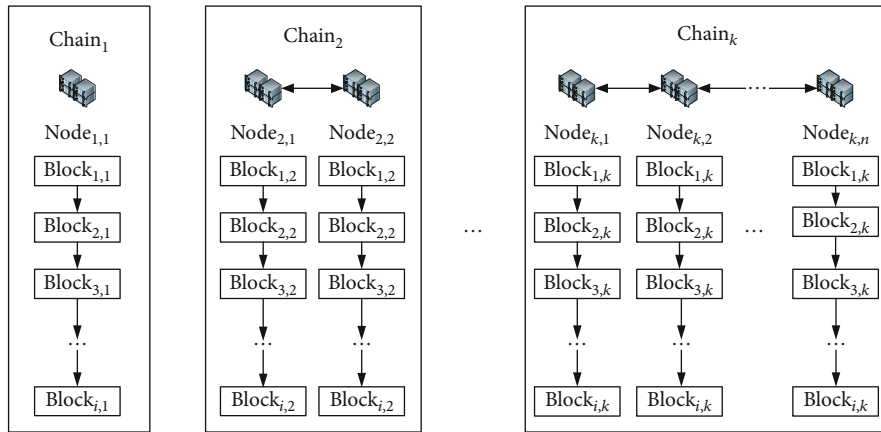 Chain₁ Chain₂ ... Chainₖ
...
Node₁,₁ Node₂,₁ Node₂,₂ Nodeₖ,₁ Nodeₖ,₂ Nodeₖ,ₙ
Block₁,₁ Block₁,₂ Block₁,₂ Block₁,ₖ Block₁,ₖ Block₁,ₖ
Block₂,₁ Block₂,₂ Block₂,₂ ... Block₂,ₖ Block₂,ₖ ... Block₂,ₖ
Block₃,₁ Block₃,₂ Block₃,₂ Block₃,ₖ Block₃,ₖ Block₃,ₖ
... ... ... ... ... ...
Blockᵢ,₁ Blockᵢ,₂ Blockᵢ,₂ Blockᵢ,ₖ Blockᵢ,ₖ Blockᵢ,ₖ